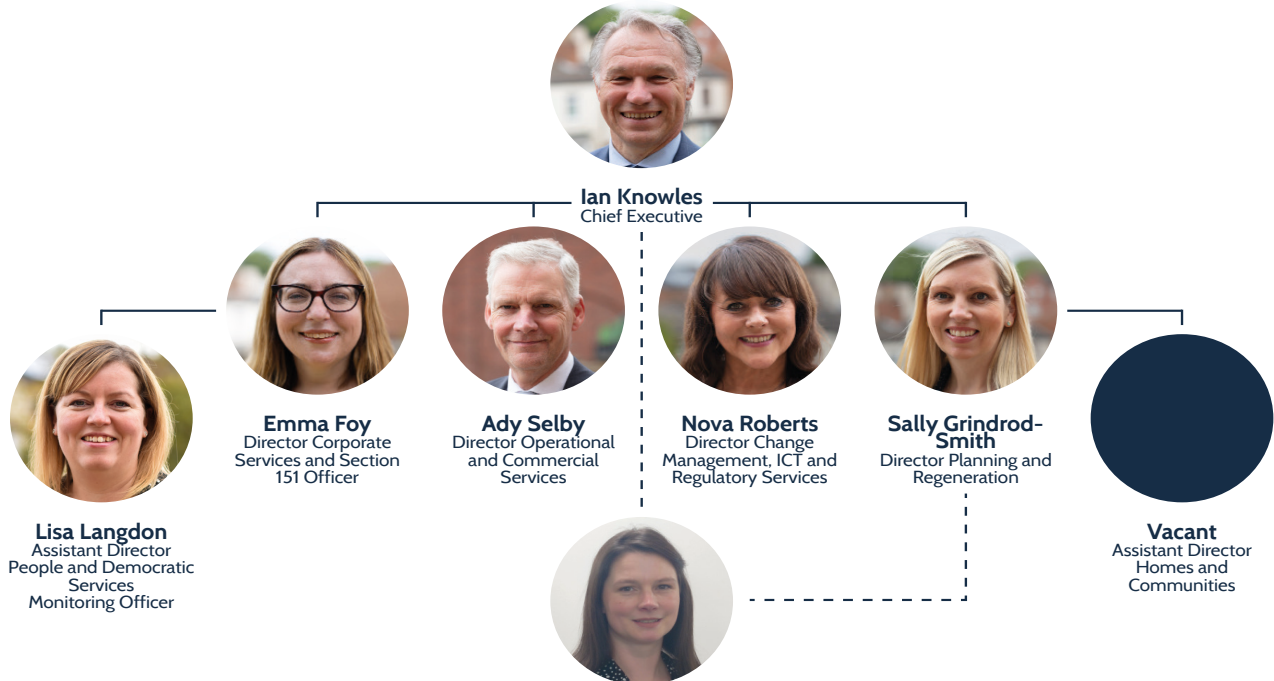 Ian Knowles
Chief Executive
Emma Foy
Director Corporate
Services and Section
151 Officer
Ady Selby
Director Operational
and Commercial
Services
Nova Roberts
Director Change
Management, ICT and
Regulatory Services
Sally Grindrod-
Smith
Director Planning and
Regeneration
Lisa Langdon
Assistant Director
People and Democratic
Services
Monitoring Officer
Vacant
Assistant Director
Homes and
Communities